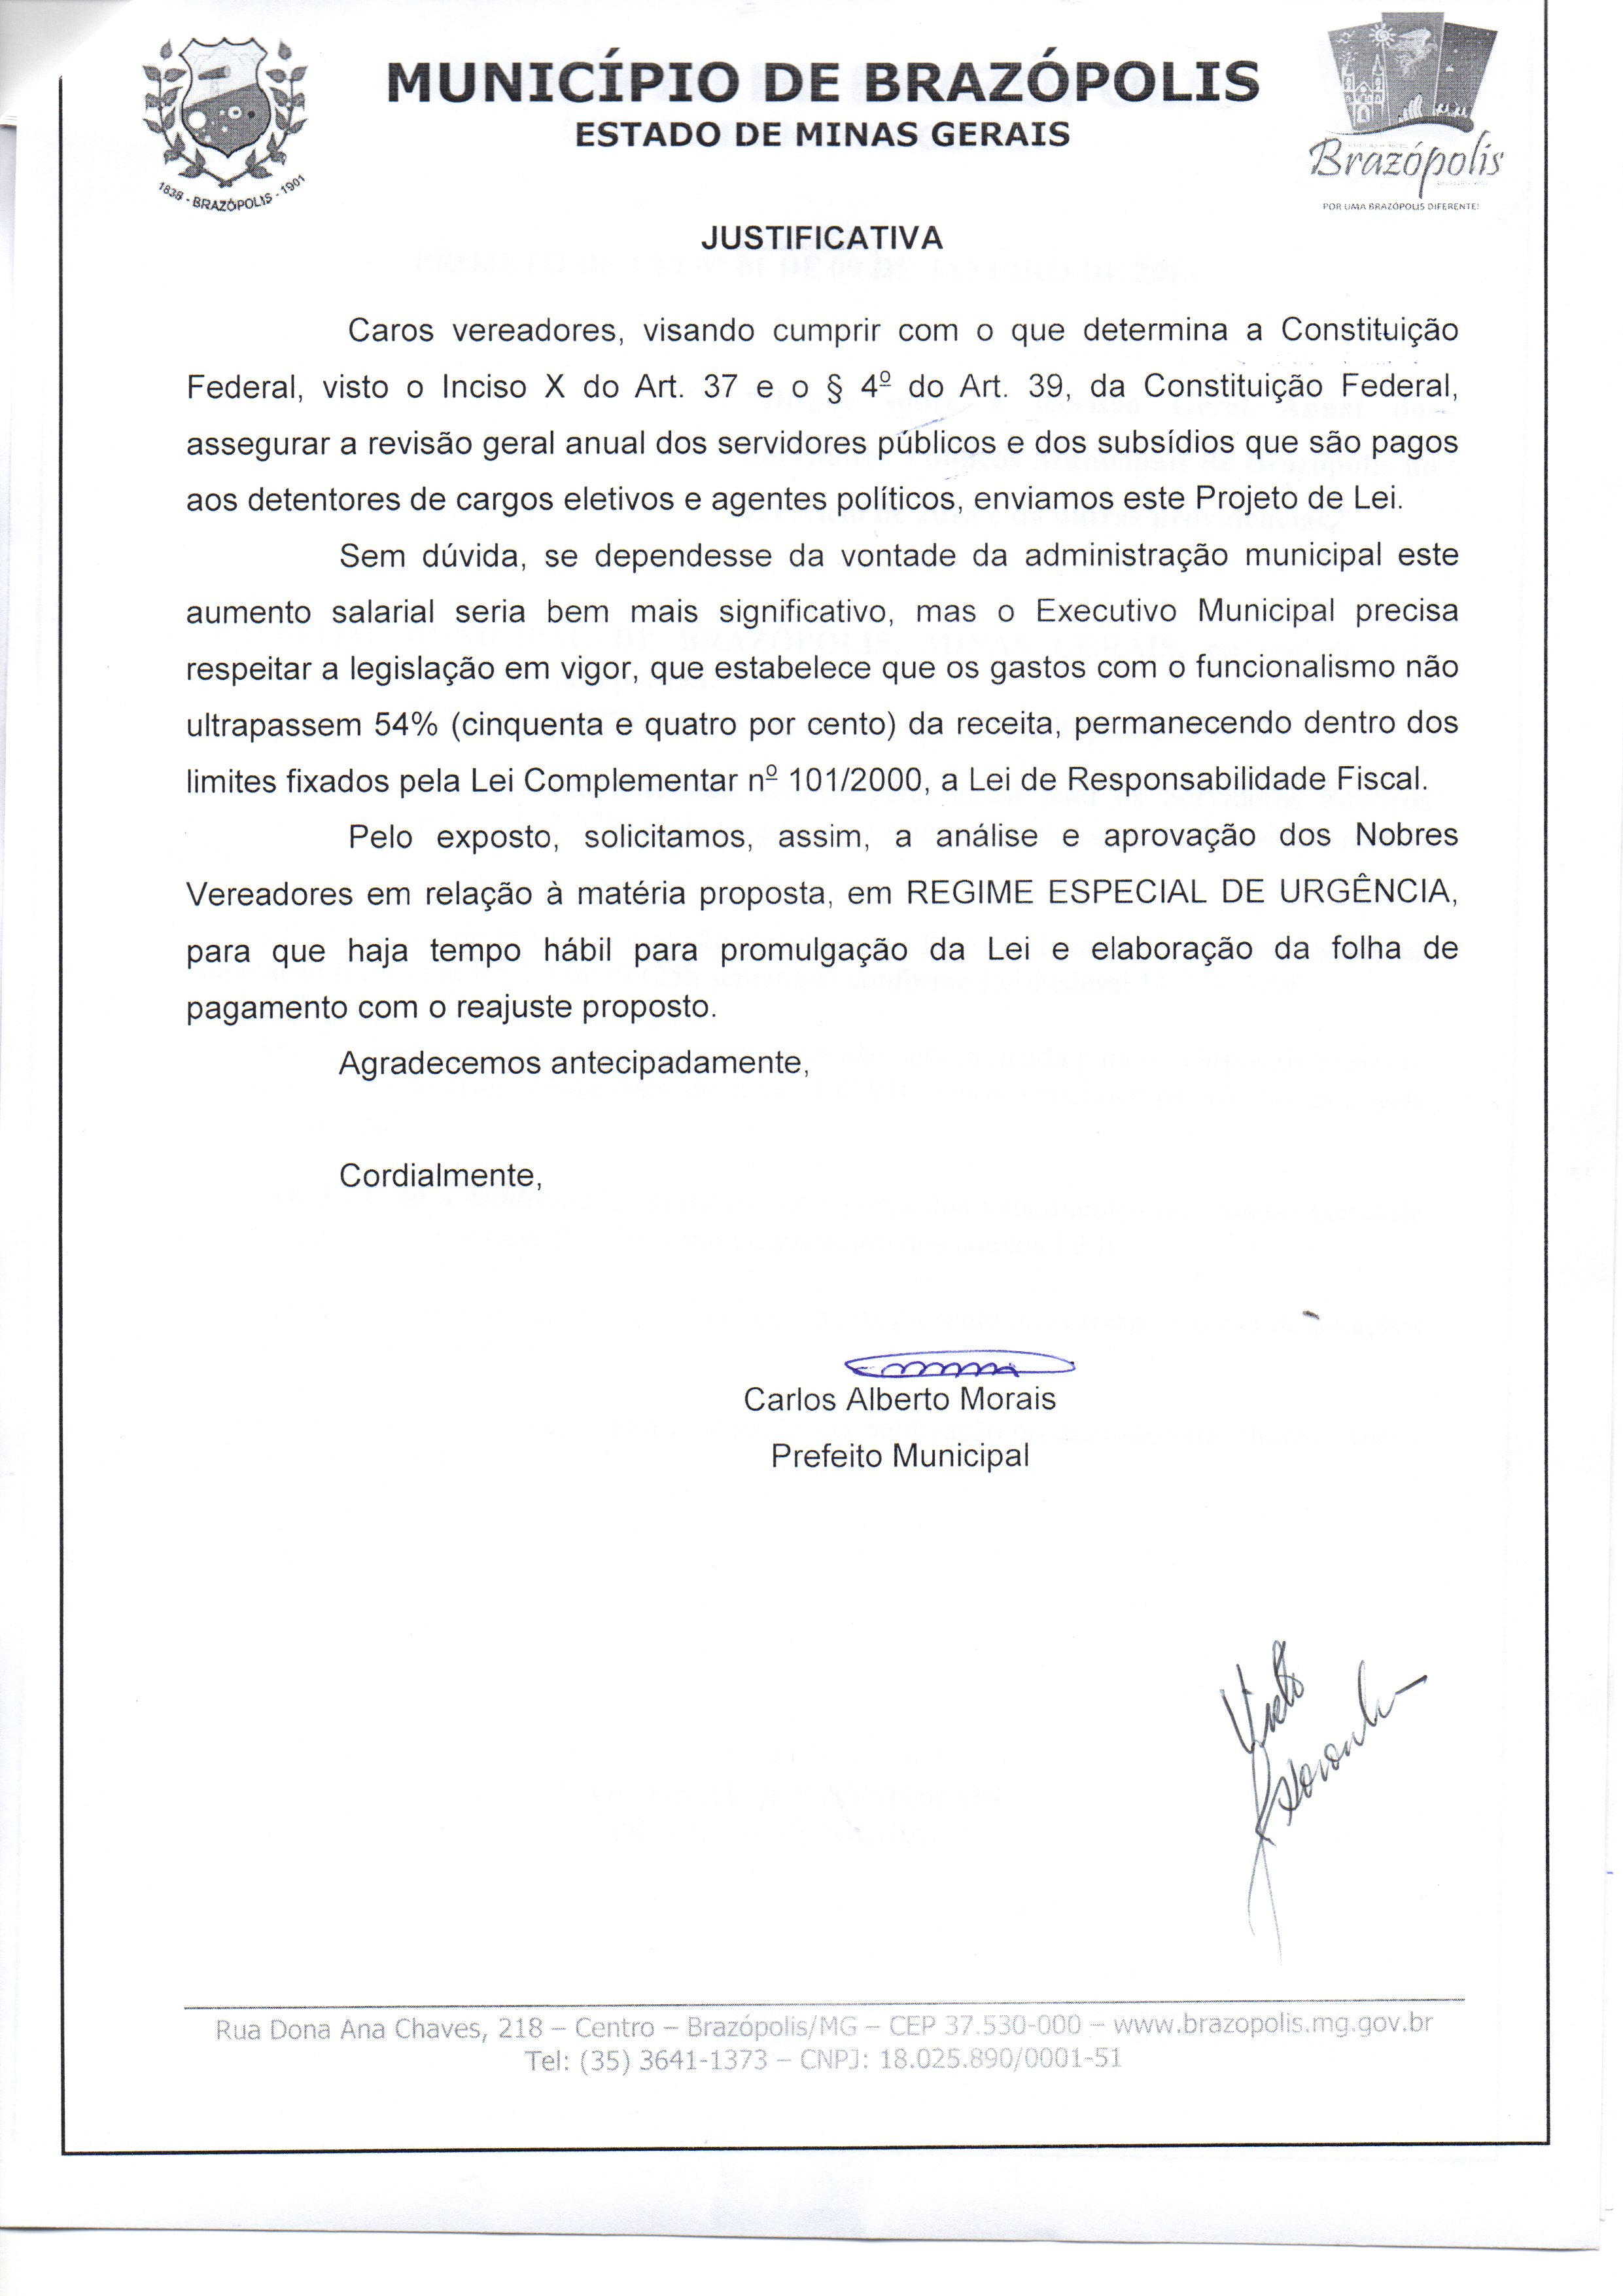 MUNICÍPIO DE BRAZÓPOLIS
ESTADO DE MINAS GERAIS
1838 - BRAZÓPOLIS - 1901
Brazópolis
POR UMA BRAZÓPOLIS DIFERENTE!
JUSTIFICATIVA
Caros vereadores, visando cumprir com o que determina a Constituição
Federal, visto o Inciso X do Art. 37 e o § 4º do Art. 39, da Constituição Federal,
assegurar a revisão geral anual dos servidores públicos e dos subsídios que são pagos
aos detentores de cargos eletivos e agentes políticos, enviamos este Projeto de Lei.
Sem dúvida, se dependesse da vontade da administração municipal este
aumento salarial seria bem mais significativo, mas o Executivo Municipal precisa
respeitar a legislação em vigor, que estabelece que os gastos com o funcionalismo não
ultrapassem 54% (cinquenta e quatro por cento) da receita, permanecendo dentro dos
limites fixados pela Lei Complementar nº 101/2000, a Lei de Responsabilidade Fiscal.
Pelo exposto, solicitamos, assim, a análise e aprovação dos Nobres
Vereadores em relação à matéria proposta, em REGIME ESPECIAL DE URGÊNCIA,
para que haja tempo hábil para promulgação da Lei e elaboração da folha de
pagamento com o reajuste proposto.
Agradecemos antecipadamente,
Cordialmente,
Carlos Alberto Morais
Prefeito Municipal
Visto
Rua Dona Ana Chaves, 218 – Centro – Brazópolis/MG – CEP 37.530-000 – www.brazopolis.mg.gov.br
Tel: (35) 3641-1373 – CNPJ: 18.025.890/0001-51